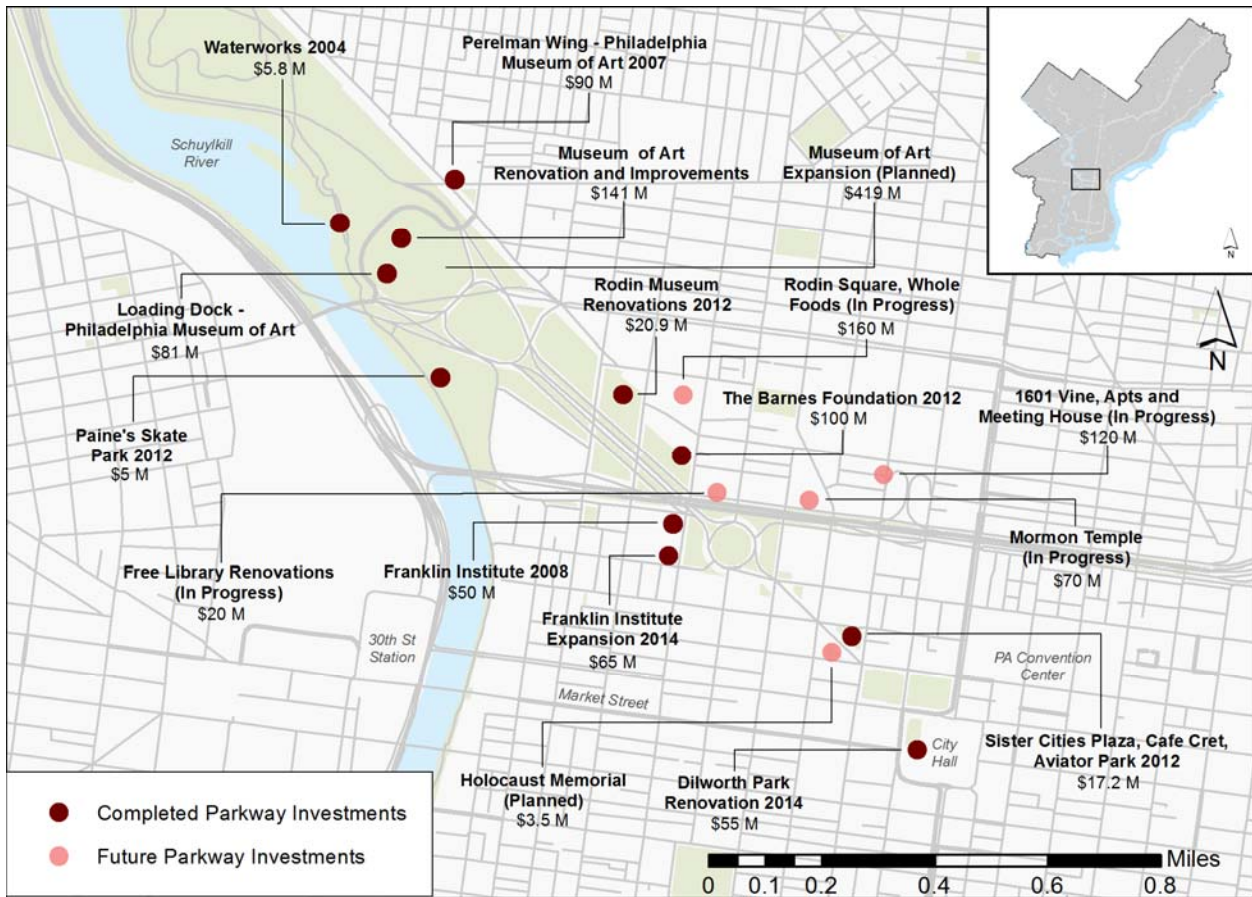 Waterworks 2004
$5.8 M
Perelman Wing - Philadelphia
Museum of Art 2007
$90 M
Schuylkill
River
Museum of Art
Renovation and Improvements
$141 M
Museum of Art
Expansion (Planned)
$419 M
N
Loading Dock -
Philadelphia Museum of Art
$81 M
Rodin Museum
Renovations 2012
$20.9 M
Rodin Square, Whole
Foods (In Progress)
$160 M
N
Paine's Skate
Park 2012
$5 M
The Barnes Foundation 2012
$100 M
1601 Vine, Apts and
Meeting House (In Progress)
$120 M
Free Library Renovations
(In Progress)
$20 M
Franklin Institute 2008
$50 M
Mormon Temple
(In Progress)
$70 M
Franklin Institute
Expansion 2014
$65 M
30th St
Station
PA Convention
Center
Market Street
City
Hall
Sister Cities Plaza, Cafe Cret,
Aviator Park 2012
$17.2 M
Holocaust Memorial
(Planned)
$3.5 M
Dilworth Park
Renovation 2014
$55 M
Completed Parkway Investments
Future Parkway Investments
Miles
0 0.1 0.2 0.4 0.6 0.8